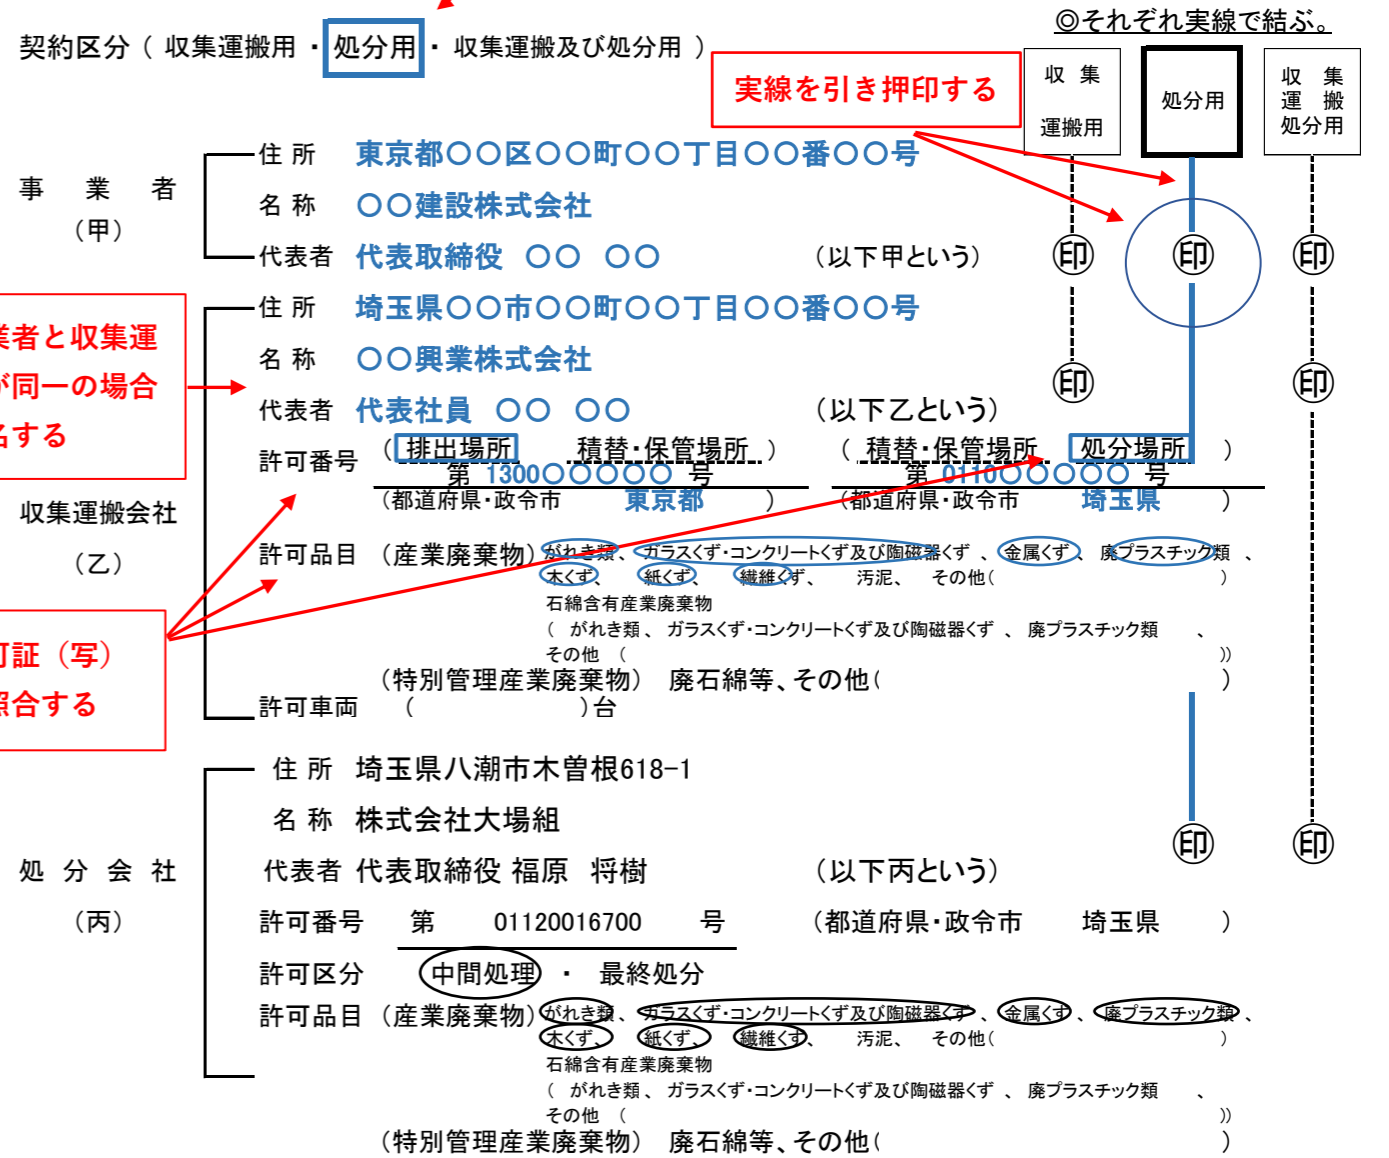 ◎それぞれ実線で結ぶ。
契約区分（ 収集運搬用 ・ 処分用 ・ 収集運搬及び処分用 ）
実線を引き押印する
収 集
運搬用
処分用
収 集
運 搬
処分用
事 業 者
（甲）
住 所 東京都〇〇区〇〇町〇〇丁目〇〇番〇〇号
名 称 〇〇建設株式会社
代表者 代表取締役 〇〇 〇〇 （以下甲という） ㊞ ㊞ ㊞
業者と収集運
が同一の場合
名する
住 所 埼玉県〇〇市〇〇町〇〇丁目〇〇番〇〇号
名 称 〇〇興業株式会社
㊞ ㊞
代表者 代表社員 〇〇 〇〇 （以下乙という）
収集運搬会社
（乙）
（ 排出場所 積替・保管場所 ） （ 積替・保管場所 処分場所 ）
許可番号 第 1300〇〇〇〇〇 号 第 0110〇〇〇〇〇 号
（都道府県・政令市 東京都 ） （都道府県・政令市 埼玉県 ）
許可品目 （産業廃棄物） がれき類、 ガラスくず・コンクリートくず及び陶磁器くず 、 金属くず 、 廃プラスチック類 、
木くず、 紙くず、 繊維くず、 汚泥、 その他（ ）
石綿含有産業廃棄物
（ がれき類 、 ガラスくず・コンクリートくず及び陶磁器くず 、 廃プラスチック類 、
その他 （ ））
（特別管理産業廃棄物） 廃石綿等、その他（ ）
許可車両 （ ）台
可証（写）
照合する
処 分 会 社
（丙）
住 所 埼玉県八潮市木曽根618-1
名 称 株式会社大場組
㊞ ㊞
代表者 代表取締役 福原 将樹 （以下丙という）
許可番号 第 01120016700 号 （都道府県・政令市 埼玉県 ）
許可区分 中間処理 ・ 最終処分
許可品目 （産業廃棄物） がれき類 、 ガラスくず・コンクリートくず及び陶磁器くず 、 金属くず 、 廃プラスチック類 、
木くず、 紙くず、 繊維くず、 汚泥、 その他（ ）
石綿含有産業廃棄物
（ がれき類 、 ガラスくず・コンクリートくず及び陶磁器くず 、 廃プラスチック類 、
その他 （ ））
（特別管理産業廃棄物） 廃石綿等、その他（ ）